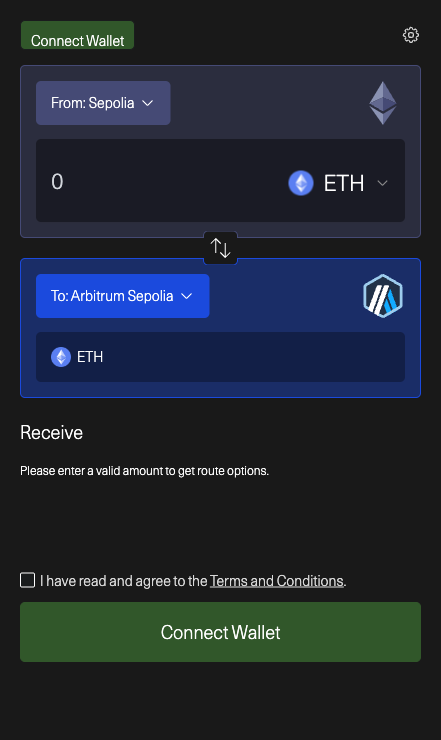 Connect Wallet
From: Sepolia
0
ETH
To: Arbitrum Sepolia
ETH
Receive
Please enter a valid amount to get route options.
I have read and agree to the Terms and Conditions.
Connect Wallet